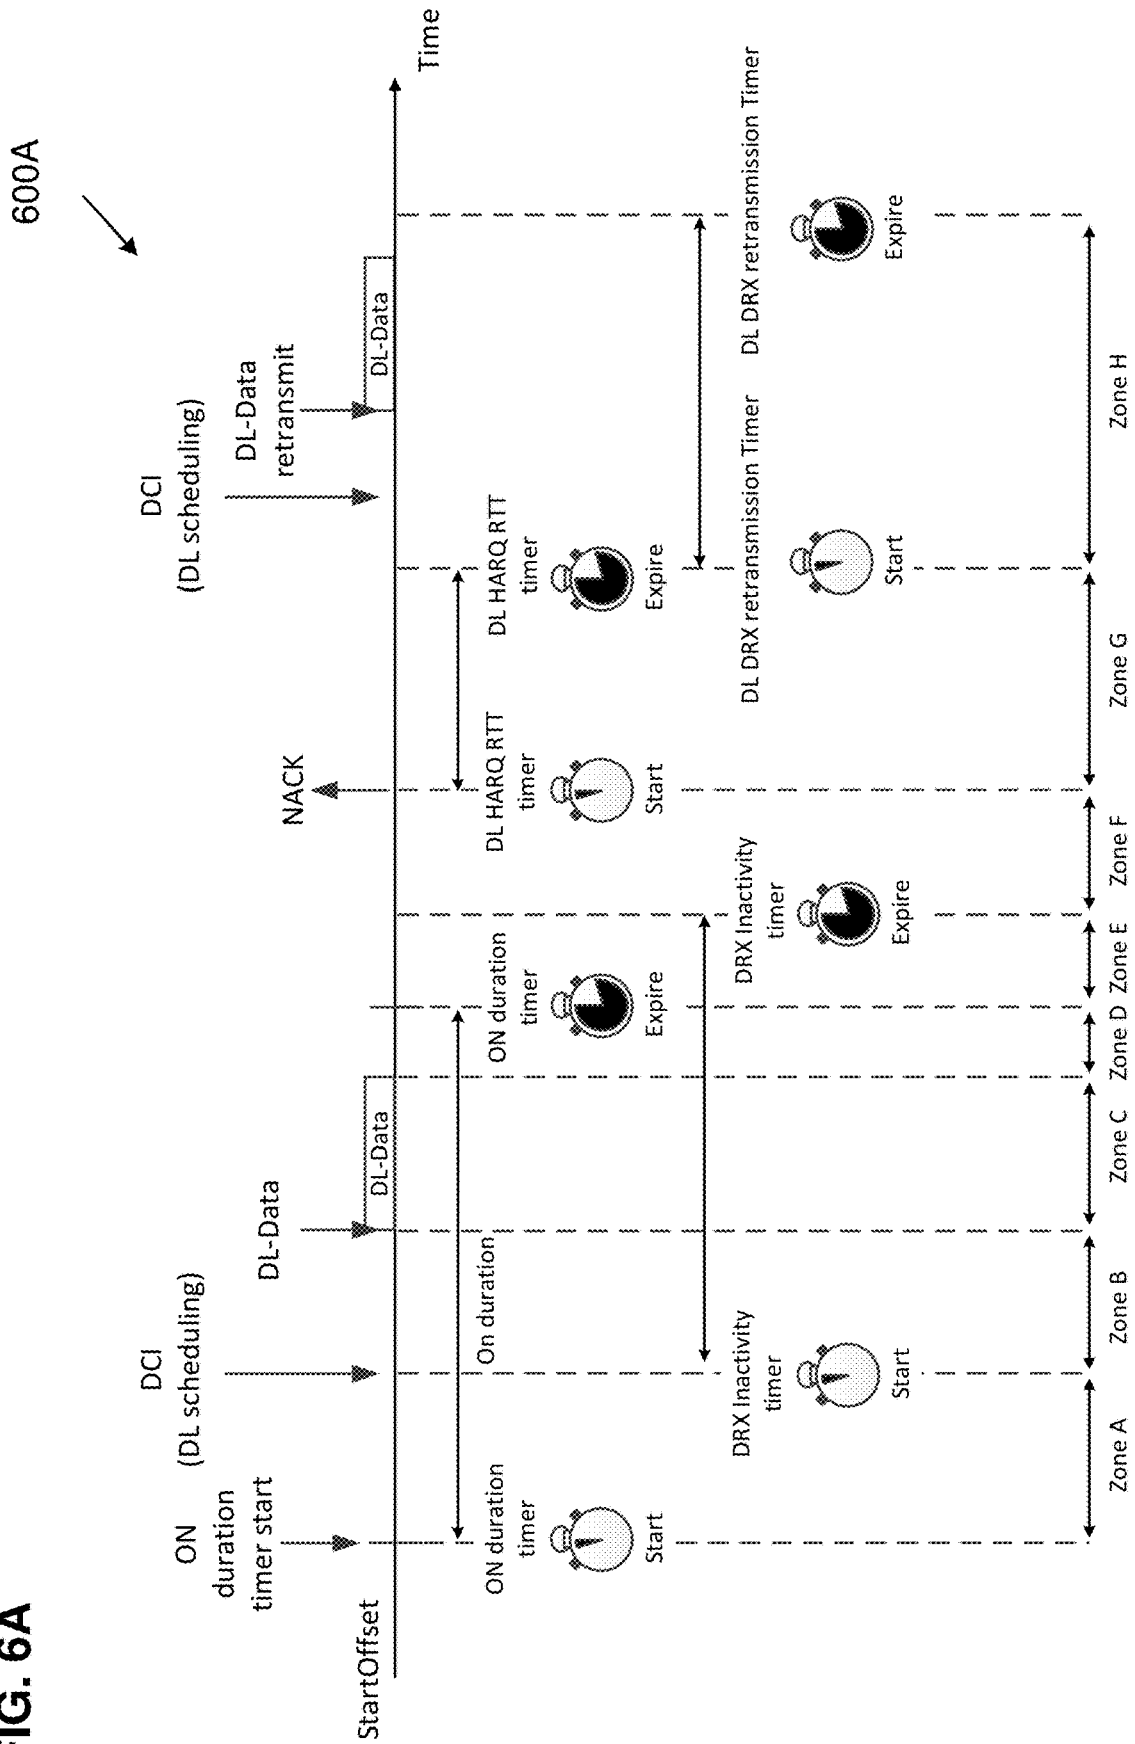 FIG. 6A
600A
ON
duration
timer start
DCI
(DL scheduling)
DL-Data
NACK
DCI
(DL scheduling)
DL-Data
retransmit
StartOffset
DL-Data
DL-Data
Time
On duration
ON duration
timer
Start
ON duration
timer
Expire
DL HARQ RTT
timer
Start
DL HARQ RTT
timer
Expire
DRX Inactivity
timer
Start
DRX Inactivity
timer
Expire
DL DRX retransmission Timer
Start
DL DRX retransmission Timer
Expire
Zone A
Zone B
Zone C
Zone D
Zone E
Zone F
Zone G
Zone H